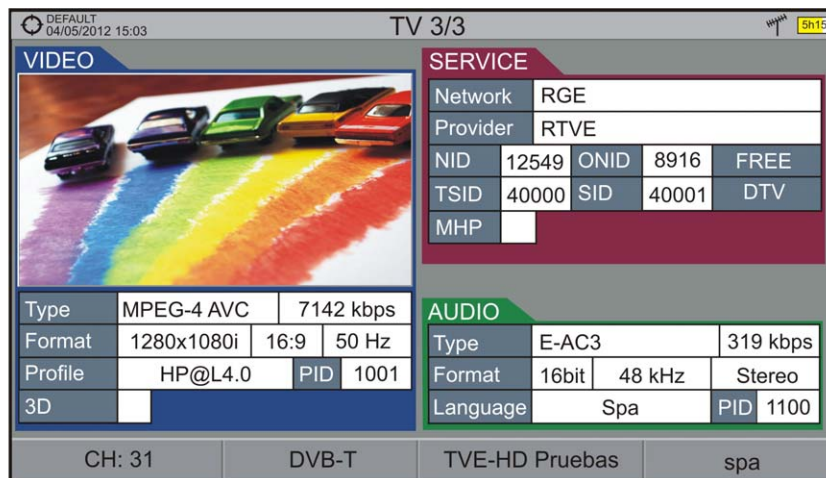 DEFAULT
04/05/2012 15:03
TV 3/3
5h15
VIDEO
Type MPEG-4 AVC 7142 kbps
Format 1280x1080i 16:9 50 Hz
Profile HP@L4.0 PID 1001
3D
SERVICE
Network RGE
Provider RTVE
NID 12549 ONID 8916 FREE
TSID 40000 SID 40001 DTV
MHP
AUDIO
Type E-AC3 319 kbps
Format 16bit 48 kHz Stereo
Language Spa PID 1100
CH: 31 DVB-T TVE-HD Pruebas spa